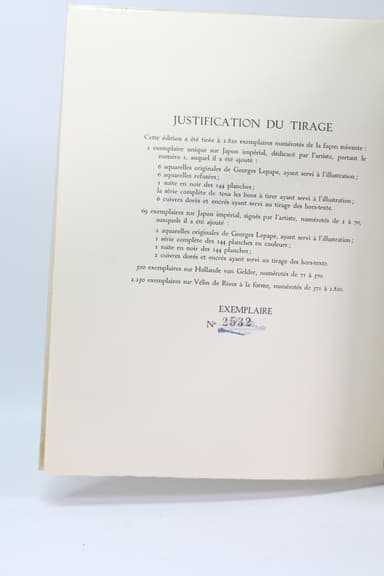 JUSTIFICATION DU TIRAGE
Cette édition a été tirée à 2.820 exemplaires numérotés de la façon suivante :
1 exemplaire unique sur Japon impérial, dédicacé par l'artiste, portant le
numéro 1, auquel il a été ajouté :
6 aquarelles originales de Georges Lepape, ayant servi à l'illustration ;
6 aquarelles refusées ;
1 suite en noir des 144 planches ;
la série complète de tous les bons à tirer ayant servi à l'illustration ;
6 cuivres dorés et encrés ayant servi au tirage des hors-texte.
69 exemplaires sur Japon impérial, signés par l'artiste, numérotés de 2 à 70,
auxquels il a été ajouté :
2 aquarelles originales de Georges Lepape, ayant servi à l'illustration ;
1 série complète des 144 planches en couleurs ;
1 suite en noir des 144 planches ;
2 cuivres dorés et encrés ayant servi au tirage des hors-texte.
500 exemplaires sur Hollande van Gelder, numérotés de 71 à 570.
2.250 exemplaires sur Vélin de Rives à la forme, numérotés de 571 à 2.820.
EXEMPLAIRE
N° 2532